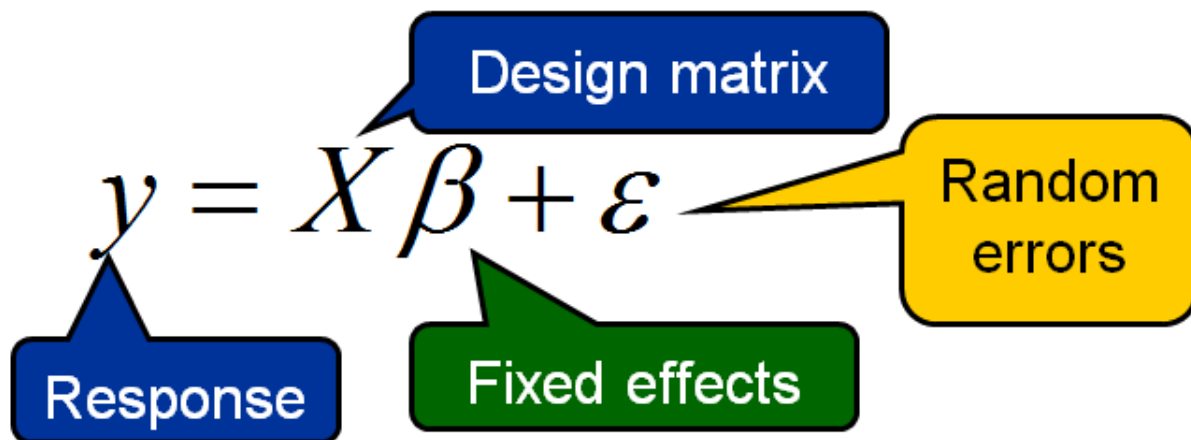 Design matrix
y = Xβ + ε
Random
errors
Response
Fixed effects